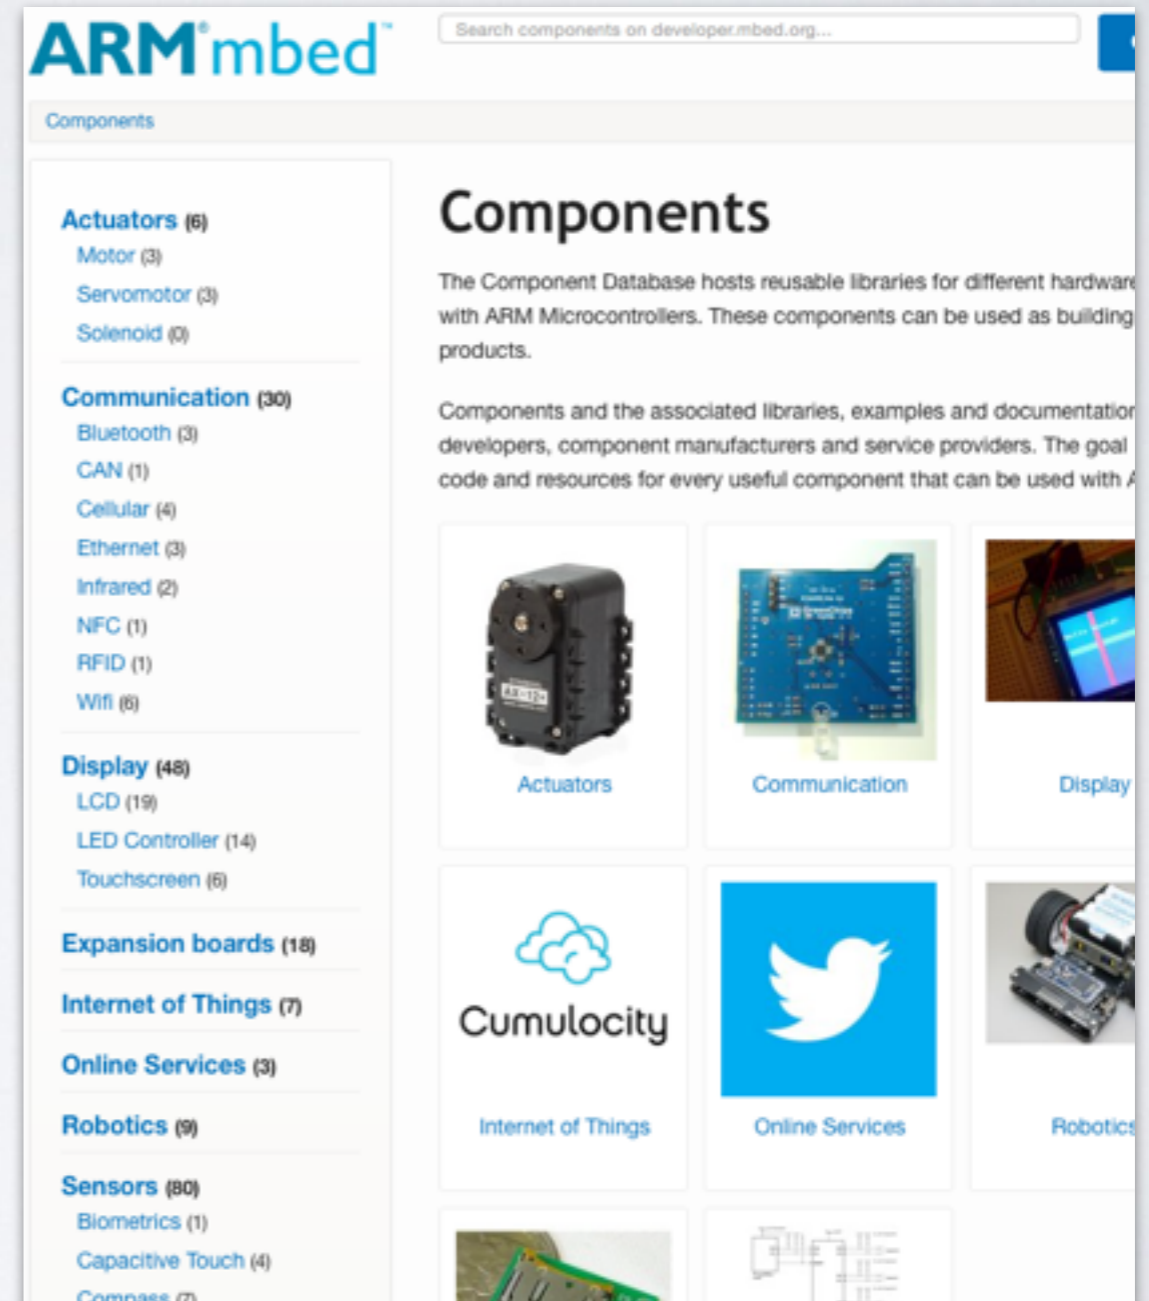 ARM®mbed™
Search components on developer.mbed.org...
Components
Actuators (6)
Motor (3)
Servomotor (3)
Solenoid (0)
Communication (30)
Bluetooth (3)
CAN (1)
Cellular (4)
Ethernet (3)
Infrared (2)
NFC (1)
RFID (1)
Wifi (6)
Display (48)
LCD (19)
LED Controller (14)
Touchscreen (6)
Expansion boards (18)
Internet of Things (7)
Online Services (3)
Robotics (9)
Sensors (80)
Biometrics (1)
Capacitive Touch (4)
Compass (7)
Components
The Component Database hosts reusable libraries for different hardware
with ARM Microcontrollers. These components can be used as building
products.
Components and the associated libraries, examples and documentation
developers, component manufacturers and service providers. The goal
code and resources for every useful component that can be used with A
AX-12+
Actuators
Communication
Display
Cumulocity
Internet of Things
Online Services
Robotics